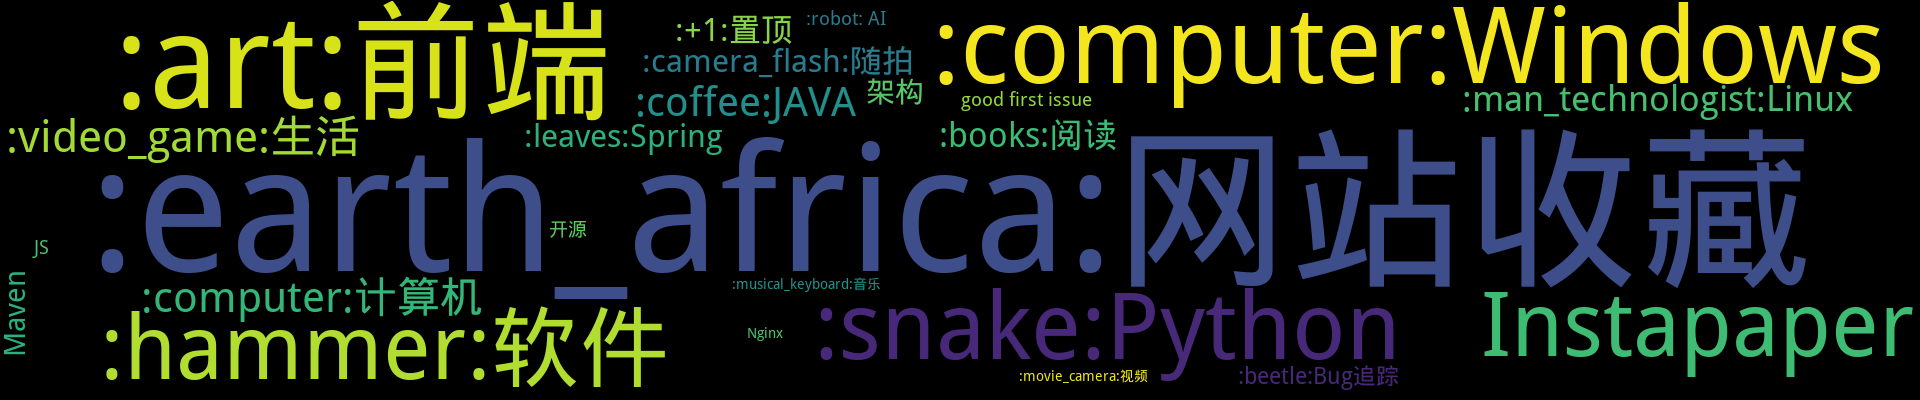 :art:前端
:+1:置顶
:robot: AI
:camera_flash:随拍
:coffee:JAVA
架构
:computer:Windows
good first issue
:man_technologist:Linux
:video_game:生活
:leaves:Spring
:books:阅读
:earth_africa:网站收藏
开源
JS
Maven
:computer:计算机
:musical_keyboard:音乐
:hammer:软件
Nginx
:snake:Python
Instapaper
:movie_camera:视频
:beetle:Bug追踪